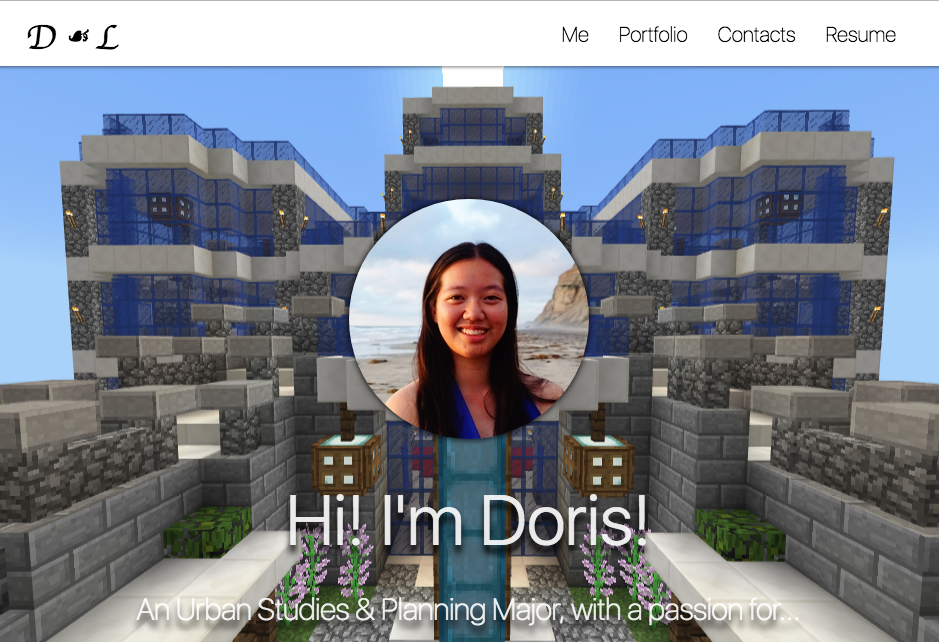 D ☙ L
Me Portfolio Contacts Resume
Hi! I'm Doris!
An Urban Studies & Planning Major, with a passion for...